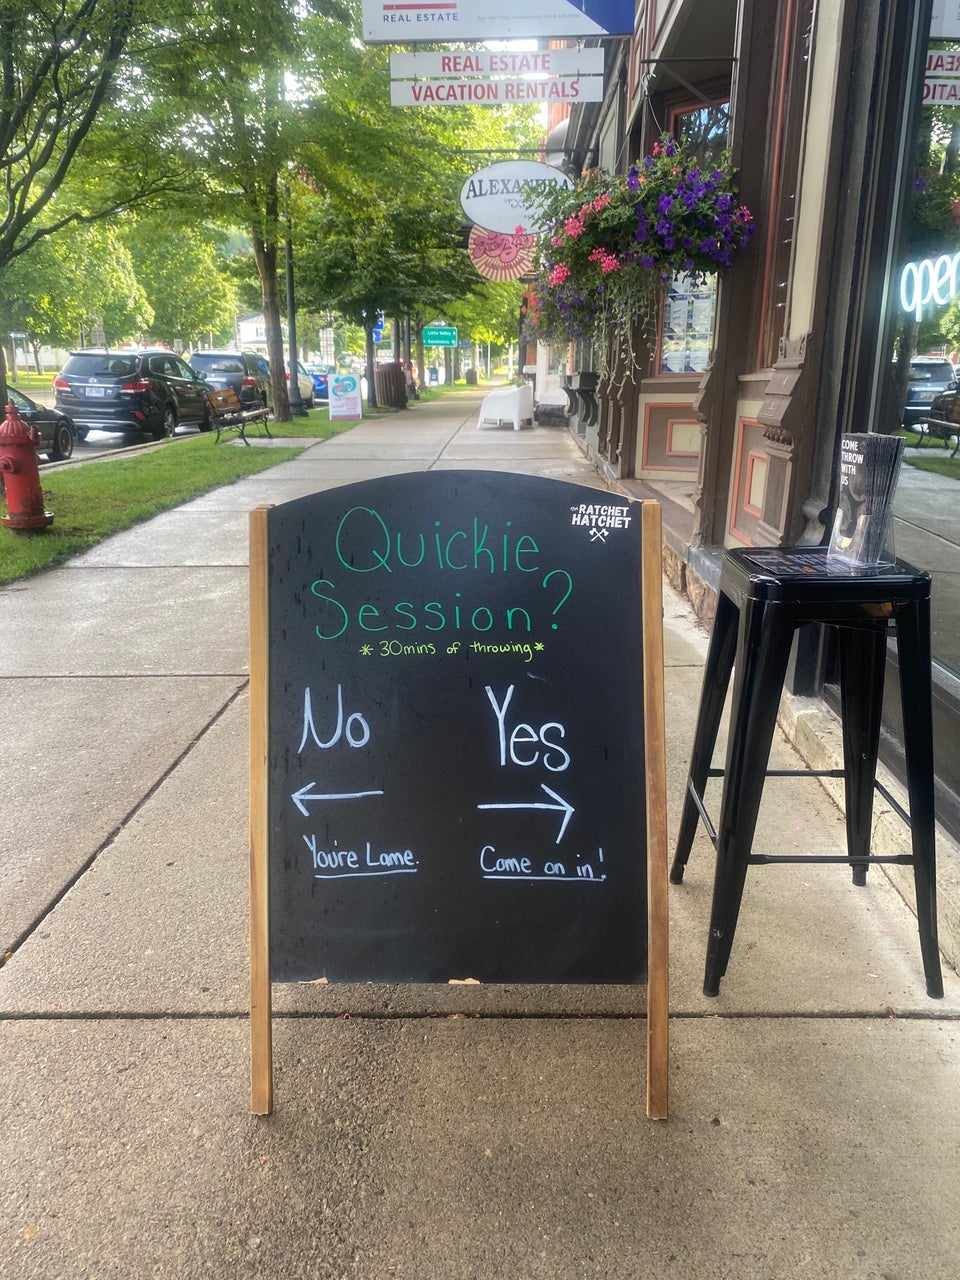 REAL ESTATE
REAL ESTATE
VACATION RENTALS
ALEXANDRA
open
COME
THROW
WITH
US
The RATCHET
HATCHET
Quickie
Session?
* 30mins of throwing *
No
Yes
You're Lame.
Come on in!